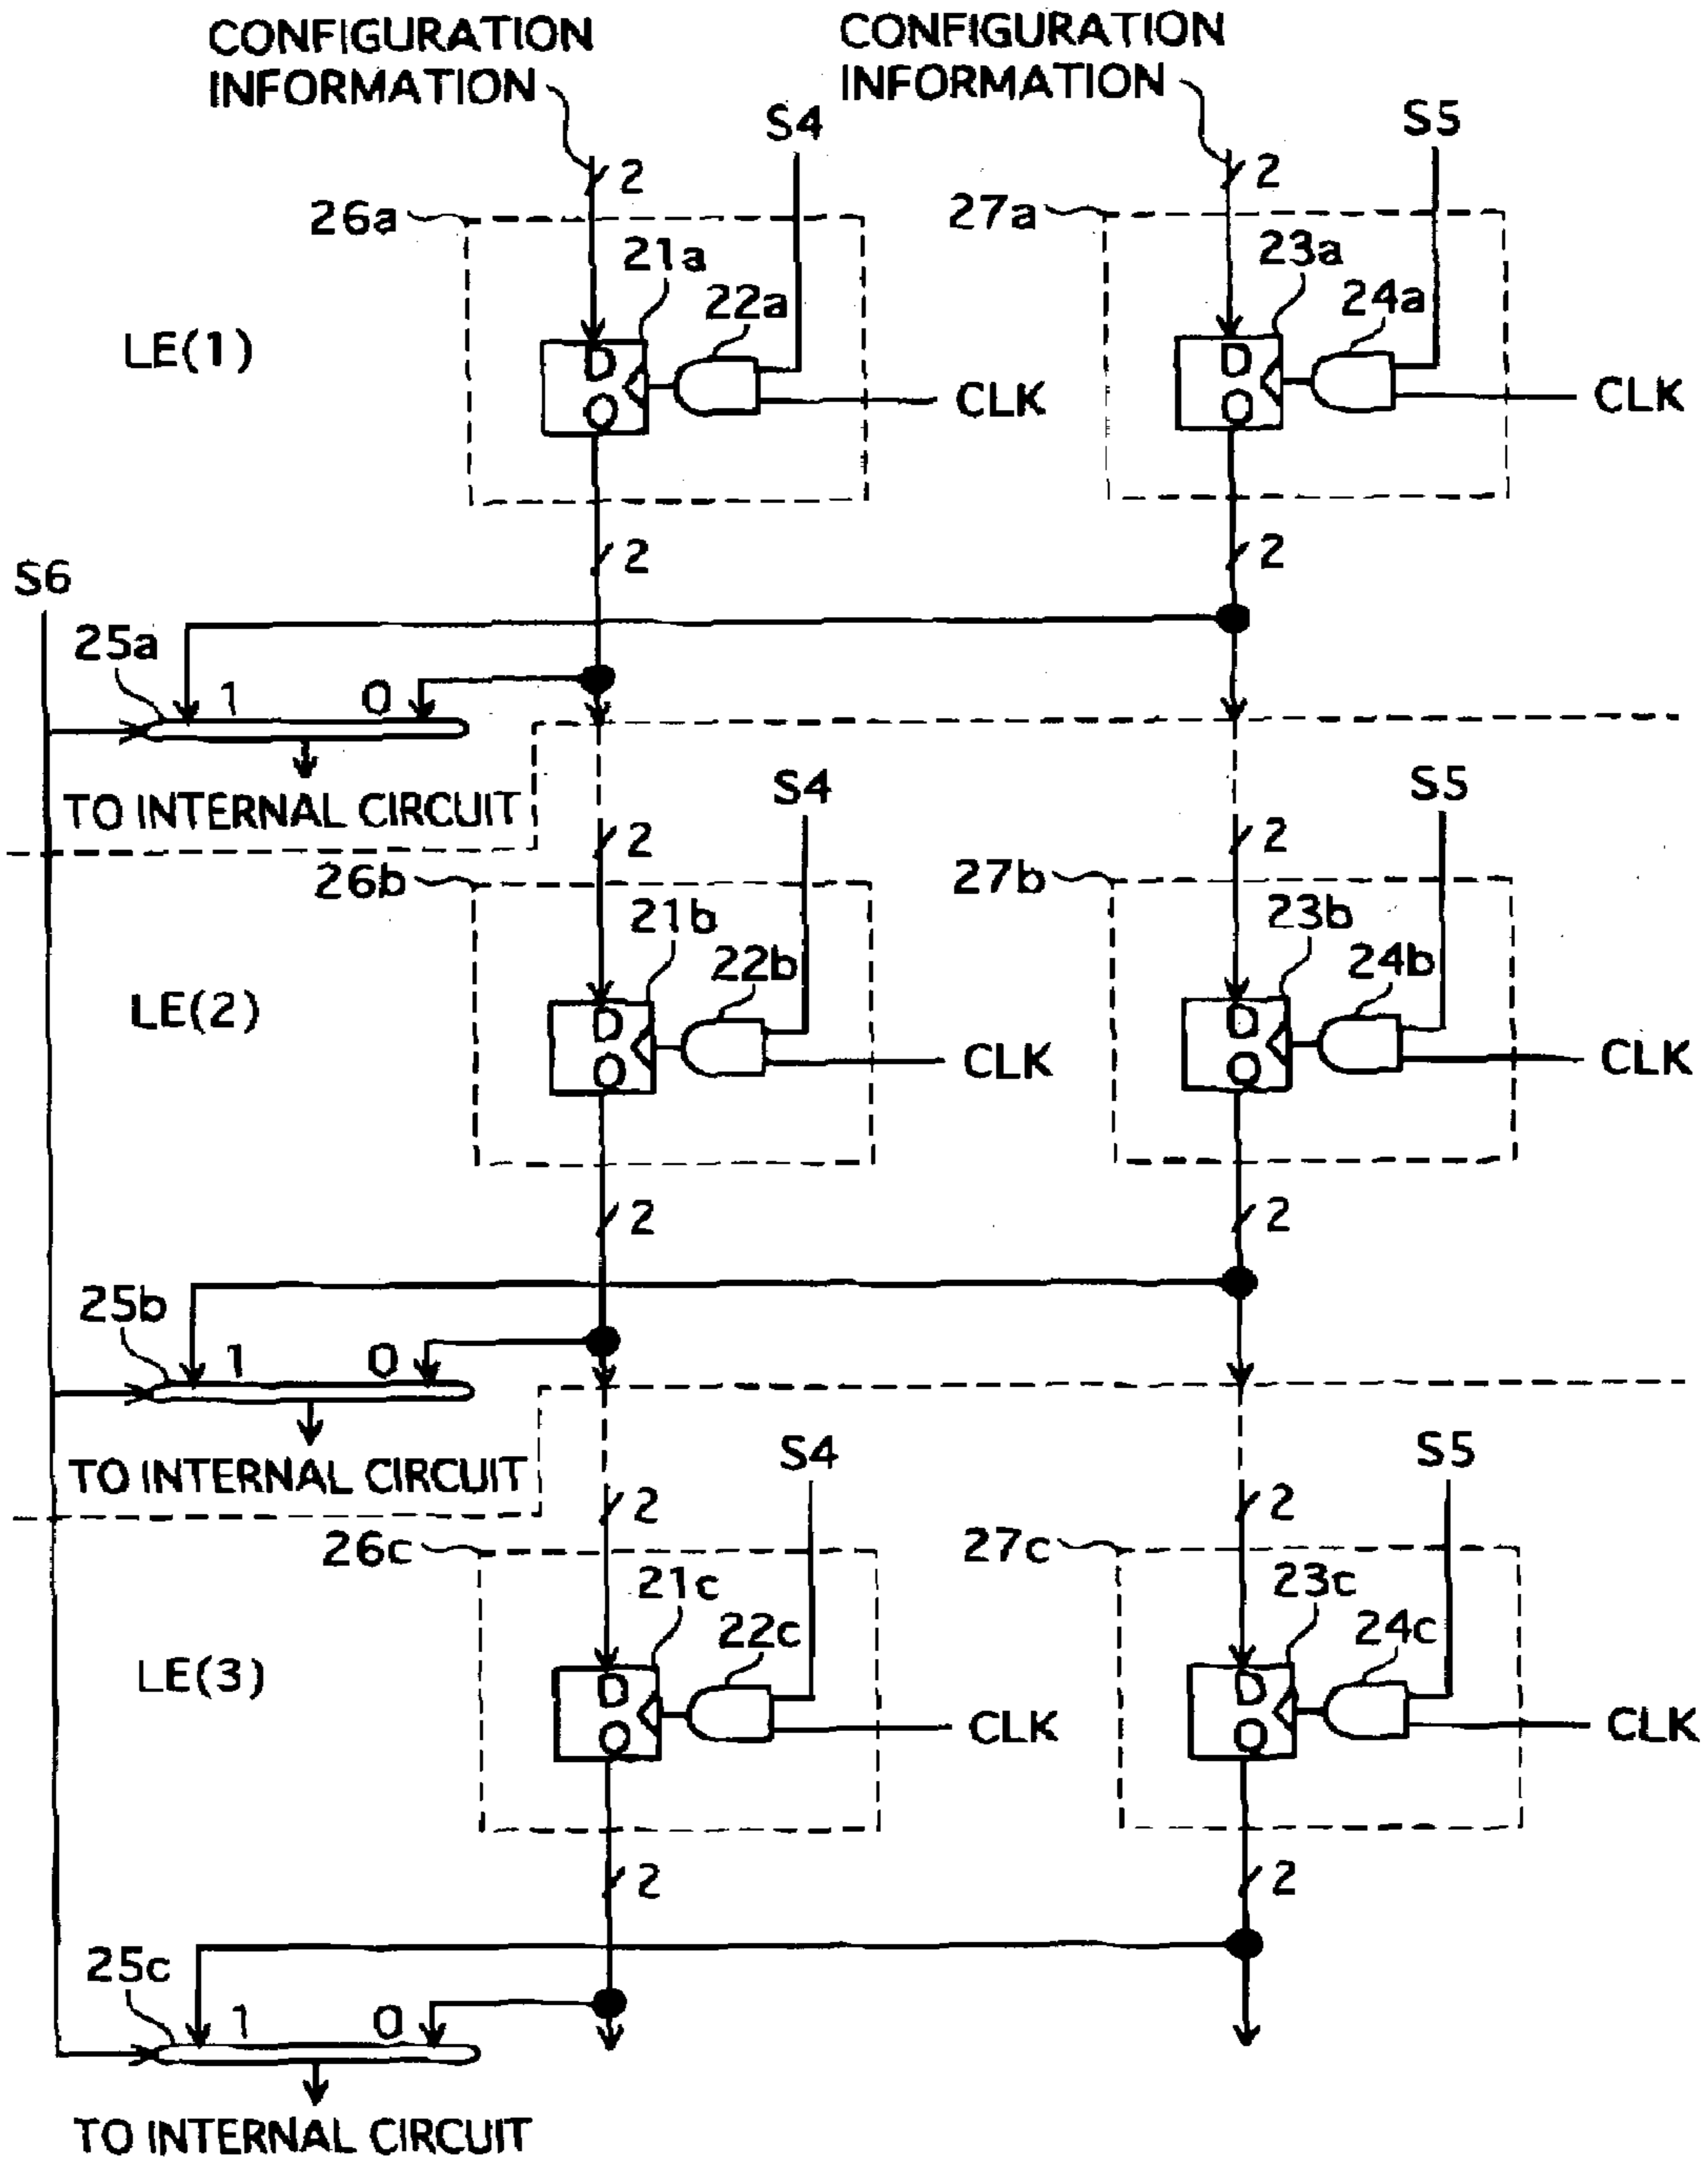 CONFIGURATION
INFORMATION
CONFIGURATION
INFORMATION
S4
S5
2
2
26a
27a
21a
23a
22a
24a
LE(1)
D
Q
CLK
D
Q
CLK
2
2
S6
25a
1
0
TO INTERNAL CIRCUIT
S4
S5
2
2
26b
27b
21b
23b
22b
24b
LE(2)
D
Q
CLK
D
Q
CLK
2
2
25b
1
0
TO INTERNAL CIRCUIT
S4
S5
2
2
26c
27c
21c
23c
22c
24c
LE(3)
D
Q
CLK
D
Q
CLK
2
2
25c
1
0
TO INTERNAL CIRCUIT